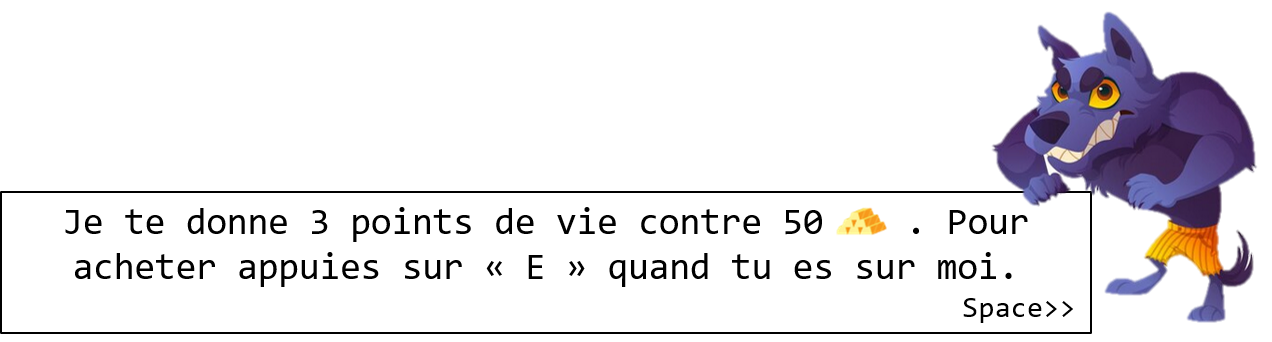 Je te donne 3 points de vie contre 50 . Pour
acheter appuies sur « E » quand tu es sur moi.
Space>>